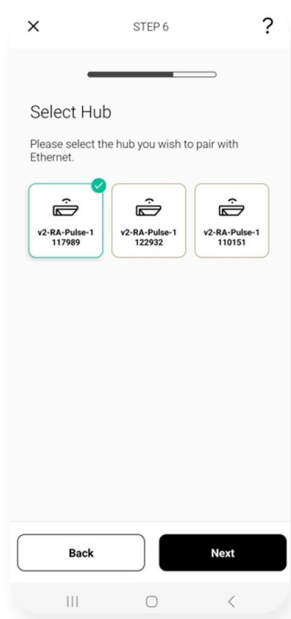 STEP 6
?
Select Hub
Please select the hub you wish to pair with
Ethernet.
v2-RA-Pulse-1
117989
v2-RA-Pulse-1
122932
v2-RA-Pulse-1
110151
Back
Next